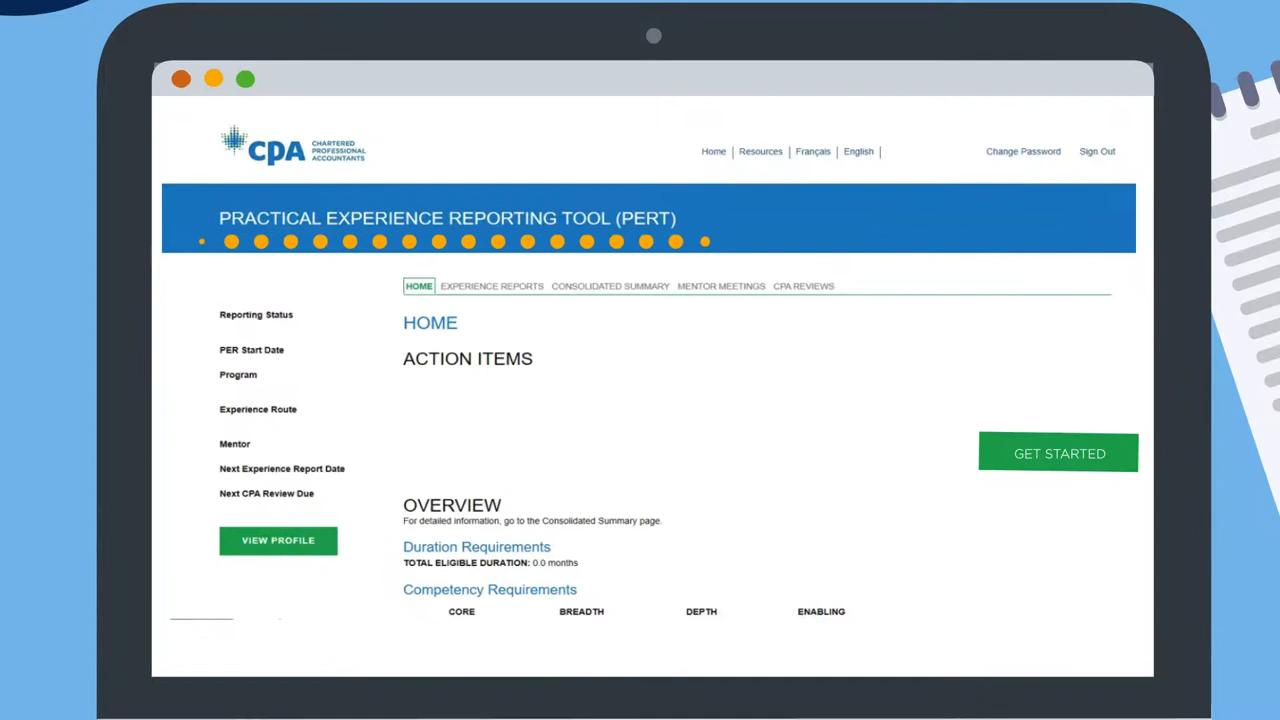 CPA CHARTERED PROFESSIONAL ACCOUNTANTS
Home | Resources | Français | English |
Change Password Sign Out
PRACTICAL EXPERIENCE REPORTING TOOL (PERT)
HOME EXPERIENCE REPORTS CONSOLIDATED SUMMARY MENTOR MEETINGS CPA REVIEWS
Reporting Status
PER Start Date
Program
Experience Route
Mentor
Next Experience Report Date
Next CPA Review Due
VIEW PROFILE
HOME
ACTION ITEMS
GET STARTED
OVERVIEW
For detailed information, go to the Consolidated Summary page.
Duration Requirements
TOTAL ELIGIBLE DURATION: 0.0 months
Competency Requirements
CORE BREADTH DEPTH ENABLING